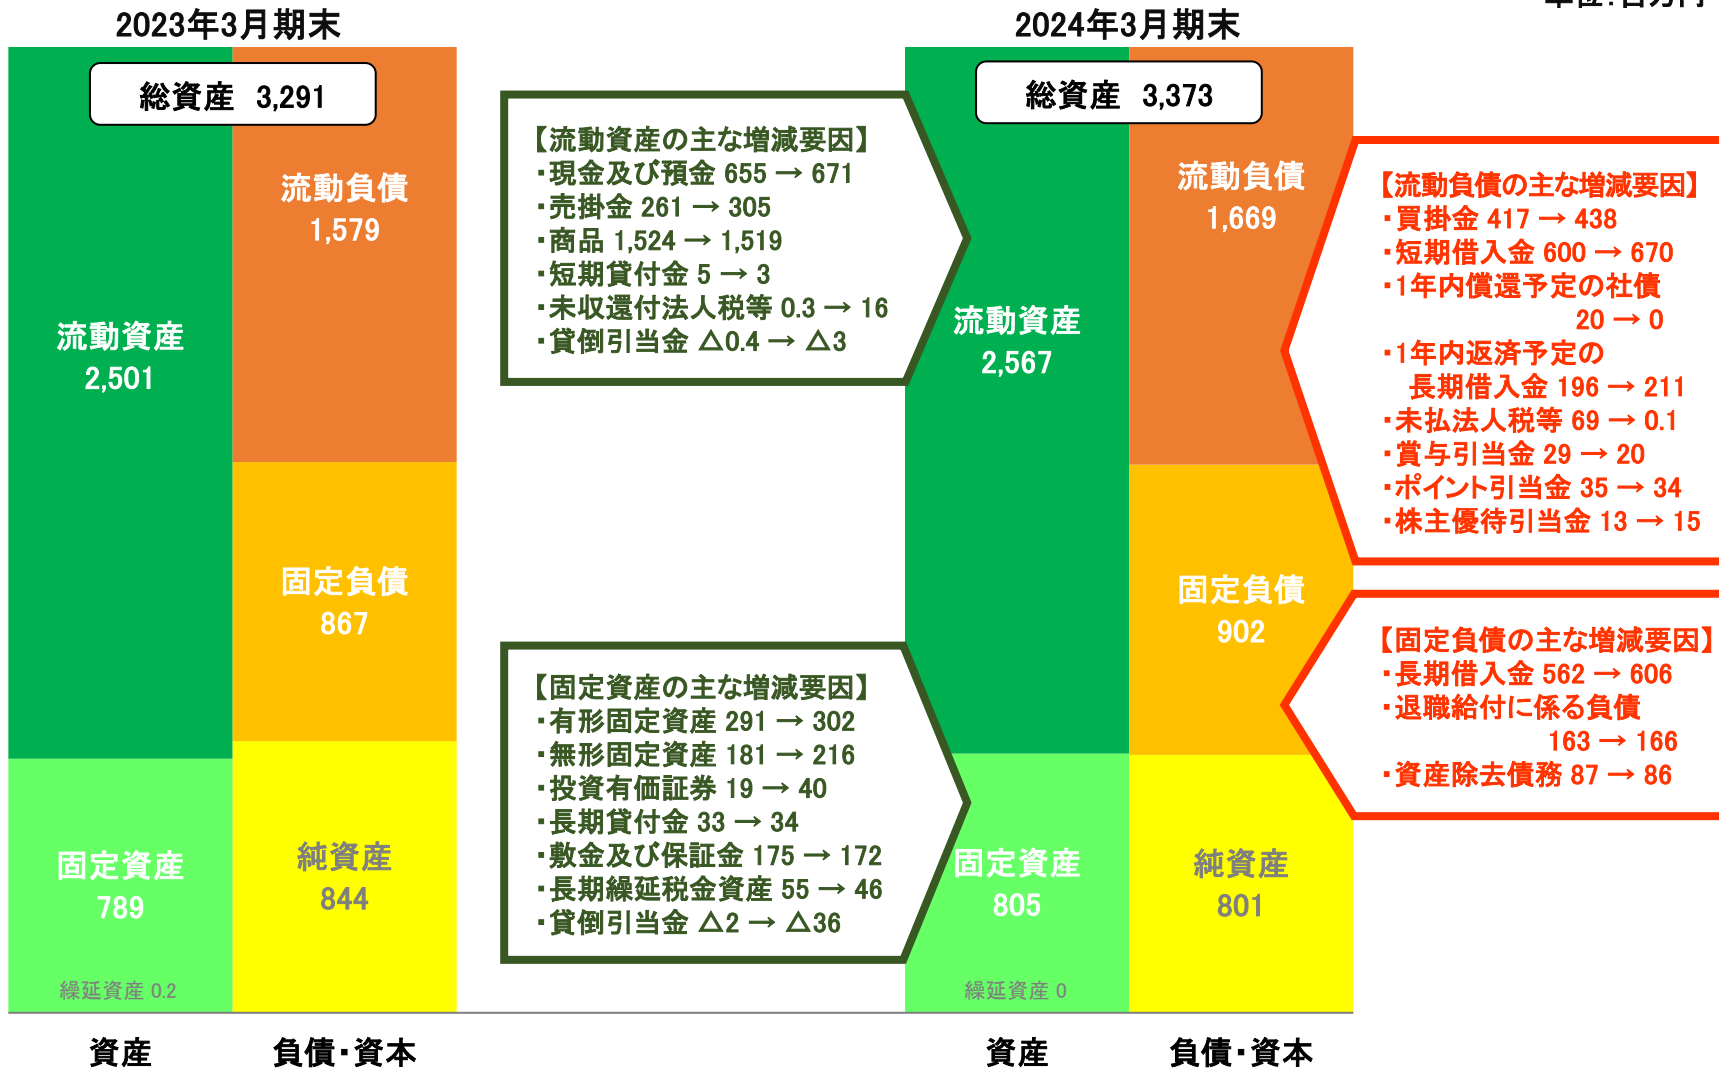 単位：百万円
2023年3月期末
総資産 3,291
流動資産
2,501
固定資産
789
繰延資産 0.2
流動負債
1,579
固定負債
867
純資産
844
資産
負債・資本
【流動資産の主な増減要因】
・現金及び預金 655 → 671
・売掛金 261 → 305
・商品 1,524 → 1,519
・短期貸付金 5 → 3
・未収還付法人税等 0.3 → 16
・貸倒引当金 △0.4 → △3
【固定資産の主な増減要因】
・有形固定資産 291 → 302
・無形固定資産 181 → 216
・投資有価証券 19 → 40
・長期貸付金 33 → 34
・敷金及び保証金 175 → 172
・長期繰延税金資産 55 → 46
・貸倒引当金 △2 → △36
2024年3月期末
総資産 3,373
流動資産
2,567
固定資産
805
繰延資産 0
流動負債
1,669
固定負債
902
純資産
801
資産
負債・資本
【流動負債の主な増減要因】
・買掛金 417 → 438
・短期借入金 600 → 670
・1年内償還予定の社債
20 → 0
・1年内返済予定の
長期借入金 196 → 211
・未払法人税等 69 → 0.1
・賞与引当金 29 → 20
・ポイント引当金 35 → 34
・株主優待引当金 13 → 15
【固定負債の主な増減要因】
・長期借入金 562 → 606
・退職給付に係る負債
163 → 166
・資産除去債務 87 → 86